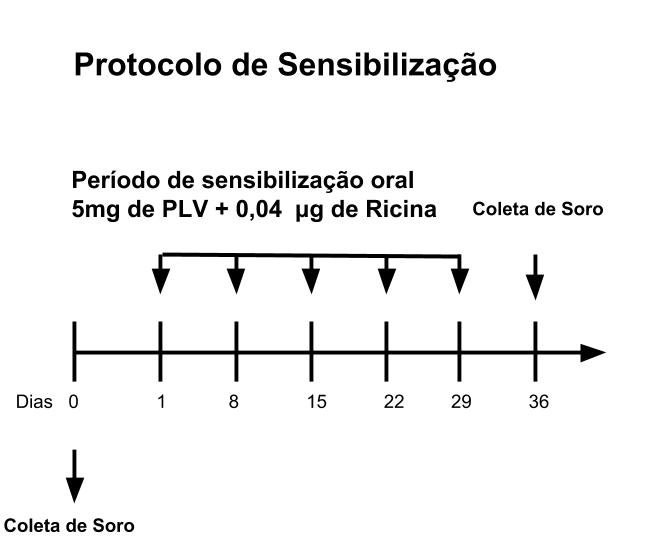 Protocolo de Sensibilização
Período de sensibilização oral
5mg de PLV + 0,04 µg de Ricina
Coleta de Soro
Dias 0 1 8 15 22 29 36
Coleta de Soro